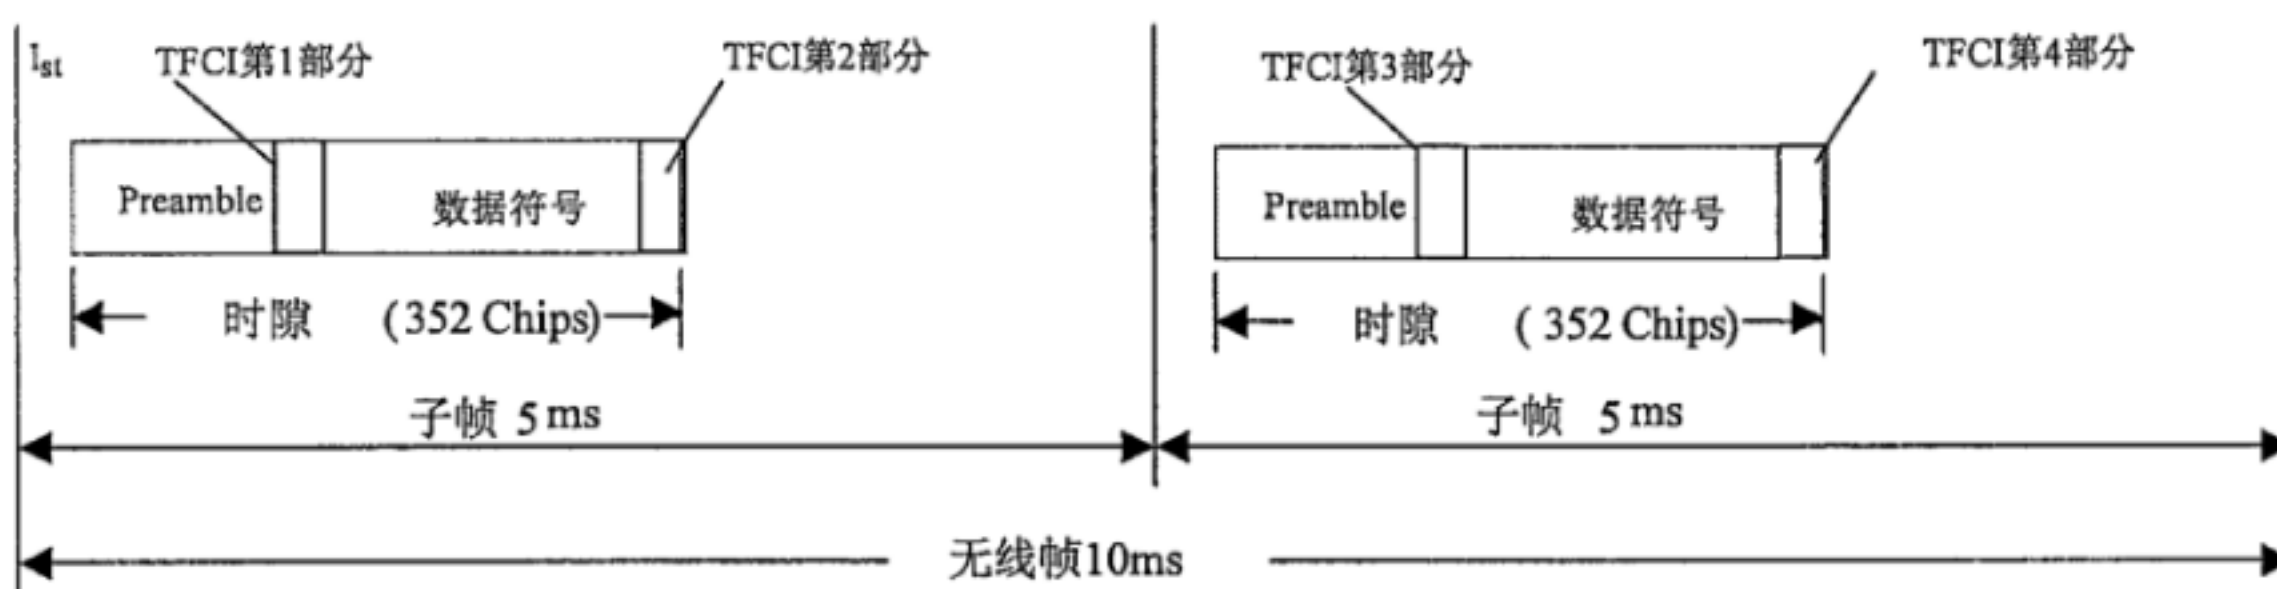 1st
TFCI第1部分
TFCI第2部分
TFCI第3部分
TFCI第4部分
Preamble
数据符号
Preamble
数据符号
时隙 (352 Chips)
时隙 ( 352 Chips)
子帧 5 ms
子帧 5 ms
无线帧10ms